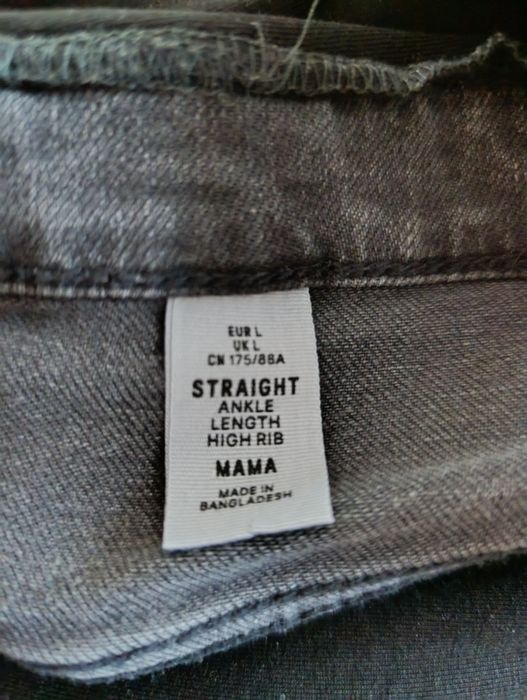 EUR L
UK L
CN 175/88A
STRAIGHT
ANKLE
LENGTH
HIGH RIB
MAMA
MADE IN
BANGLADESH